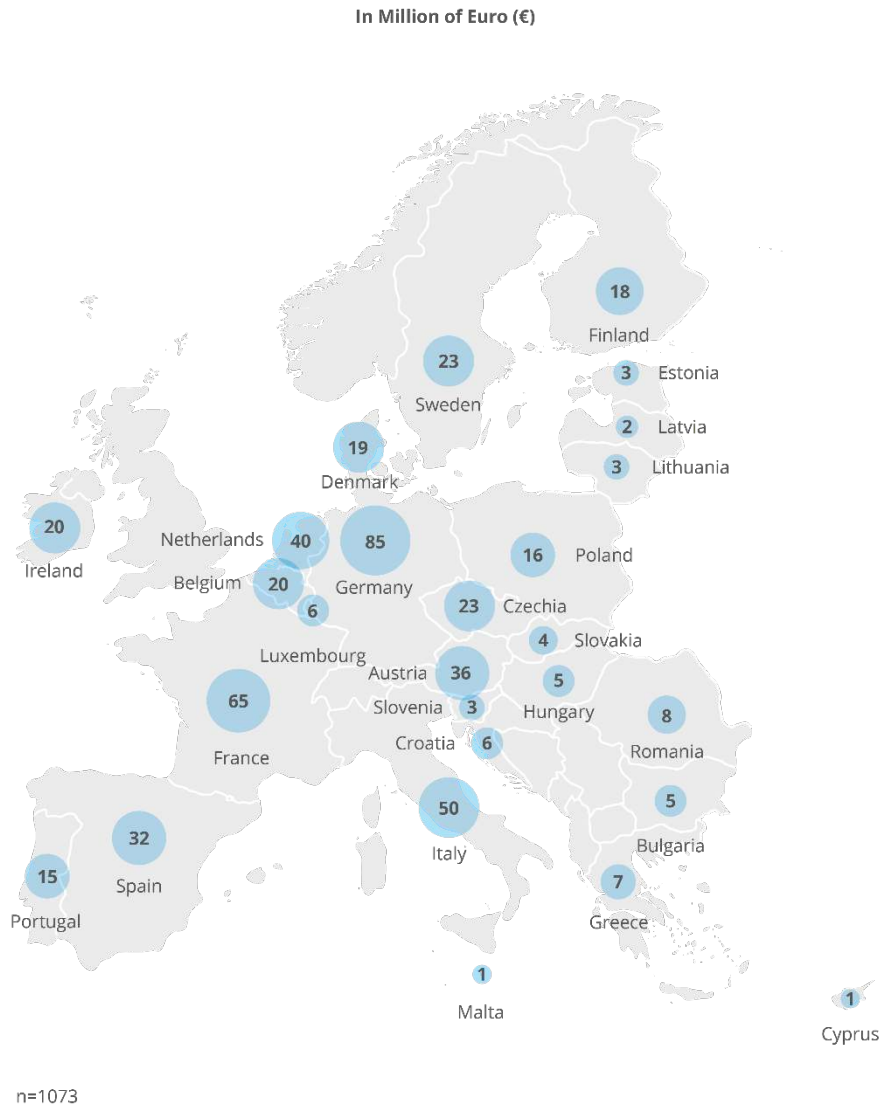 In Million of Euro (€)
18
Finland
23
Sweden
3 Estonia
2 Latvia
3 Lithuania
19
Denmark
20
Ireland
Netherlands 40
85
Germany
16 Poland
Belgium 20
6
Luxembourg
23 Czechia
4 Slovakia
Austria 36
5
Hungary
65
France
Slovenia 3
8
Romania
Croatia 6
50
Italy
5
Bulgaria
32
Spain
15
Portugal
7
Greece
1
Malta
1
Cyprus
n=1073